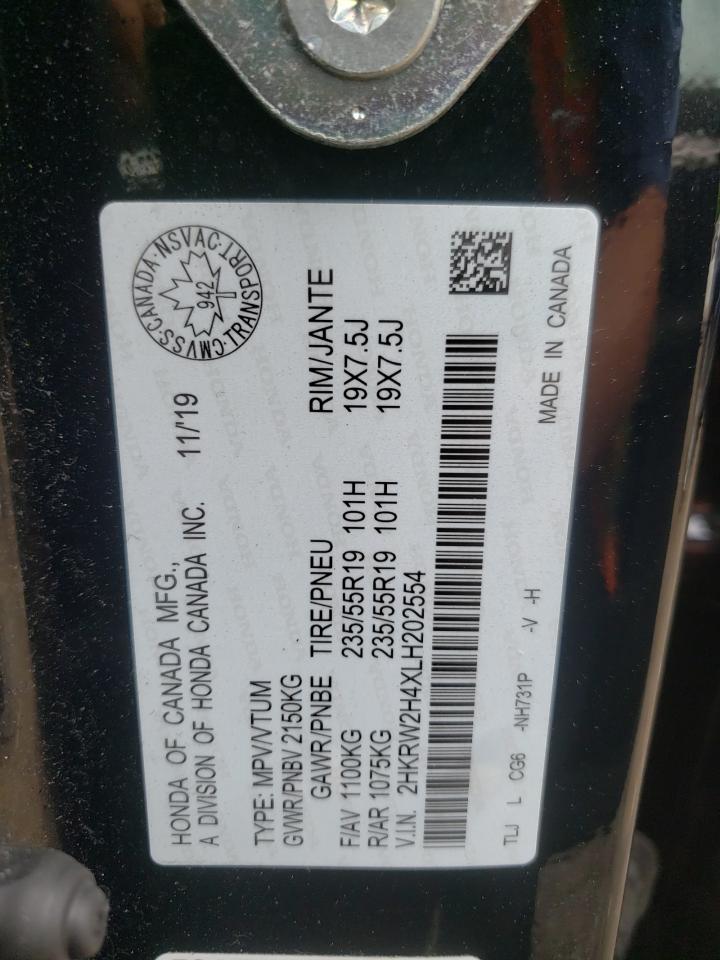 HONDA OF CANADA MFG.,
A DIVISION OF HONDA CANADA INC. 11/'19
CMVSS·CANADA·NSVAC·TRANSPORT·
942
TYPE: MPV/VTUM
GVWR/PNBV 2150KG
GAWR/PNBE TIRE/PNEU RIM/JANTE
F/AV 1100KG 235/55R19 101H 19X7.5J
R/AR 1075KG 235/55R19 101H 19X7.5J
V.I.N. 2HKRW2H4XLH202554
TLJ L CG6 -NH731P -V -H
MADE IN CANADA
HONDA